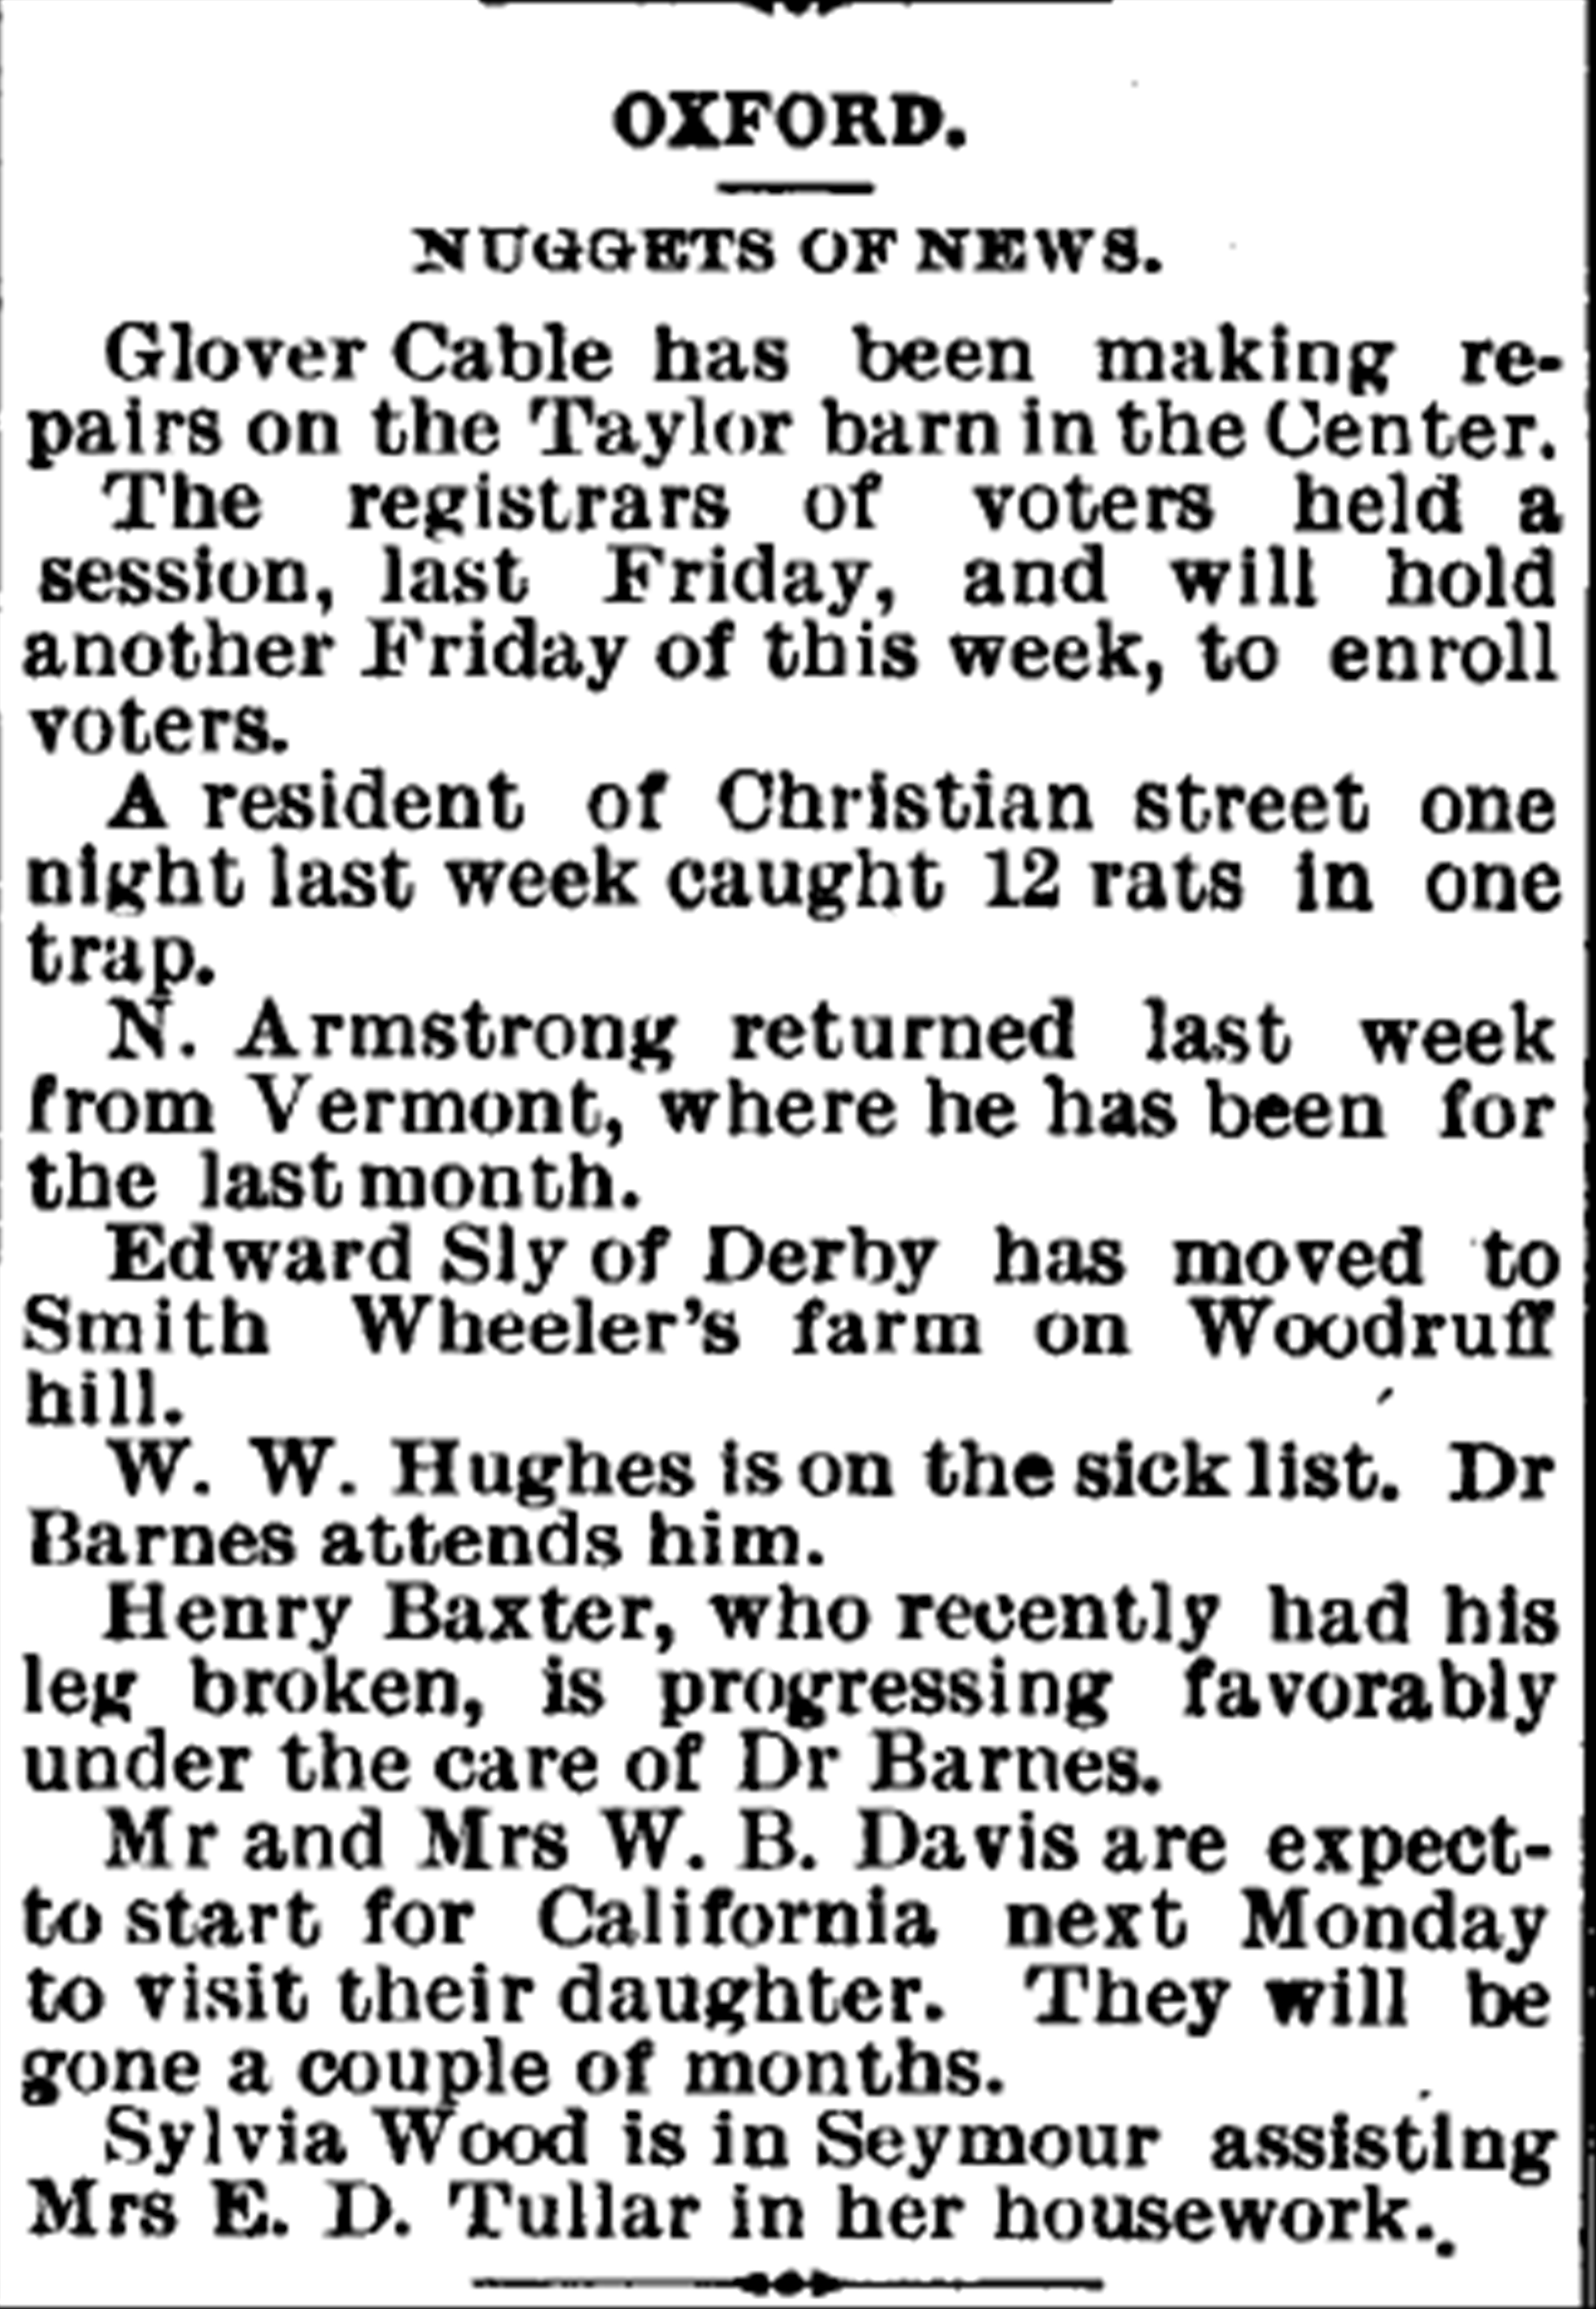 OXFORD.
NUGGETS OF NEWS.
Glover Cable has been making re-
pairs on the Taylor barn in the Center.
The registrars of voters held a
session, last Friday, and will hold
another Friday of this week, to enroll
voters.
A resident of Christian street one
night last week caught 12 rats in one
trap.
N. Armstrong returned last week
from Vermont, where he has been for
the last month.
Edward Sly of Derby has moved to
Smith Wheeler's farm on Woodruff
hill.
W. W. Hughes is on the sick list. Dr
Barnes attends him.
Henry Baxter, who recently had his
leg broken, is progressing favorably
under the care of Dr Barnes.
Mr and Mrs W. B. Davis are expect-
to start for California next Monday
to visit their daughter. They will be
gone a couple of months.
Sylvia Wood is in Seymour assisting
Mrs E. D. Tullar in her housework.